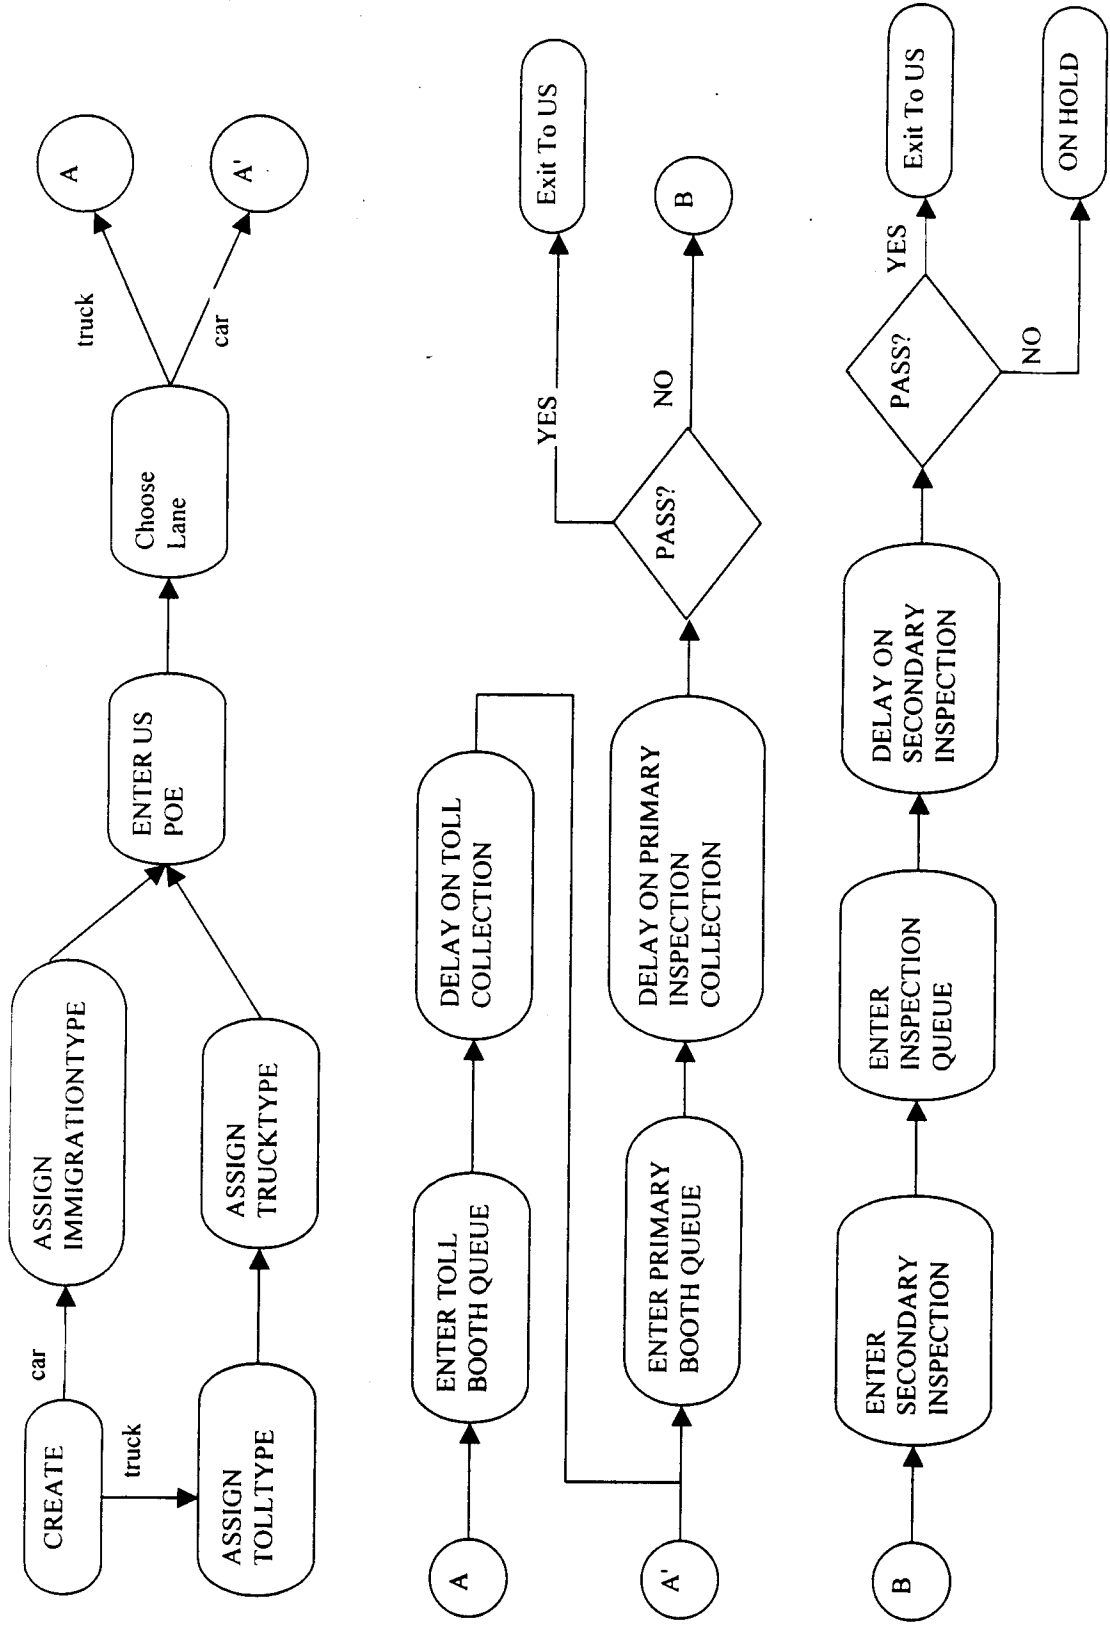 CREATE
car
ASSIGN
IMMIGRATIONTYPE
truck
ASSIGN
TOLLTYPE
ASSIGN
TRUCKTYPE
ENTER US
POE
Choose
Lane
truck
A
car
A'
A
ENTER TOLL
BOOTH QUEUE
DELAY ON TOLL
COLLECTION
A'
ENTER PRIMARY
BOOTH QUEUE
DELAY ON PRIMARY
INSPECTION
COLLECTION
PASS?
YES
Exit To US
NO
B
B
ENTER
SECONDARY
INSPECTION
ENTER
INSPECTION
QUEUE
DELAY ON
SECONDARY
INSPECTION
PASS?
YES
Exit To US
NO
ON HOLD